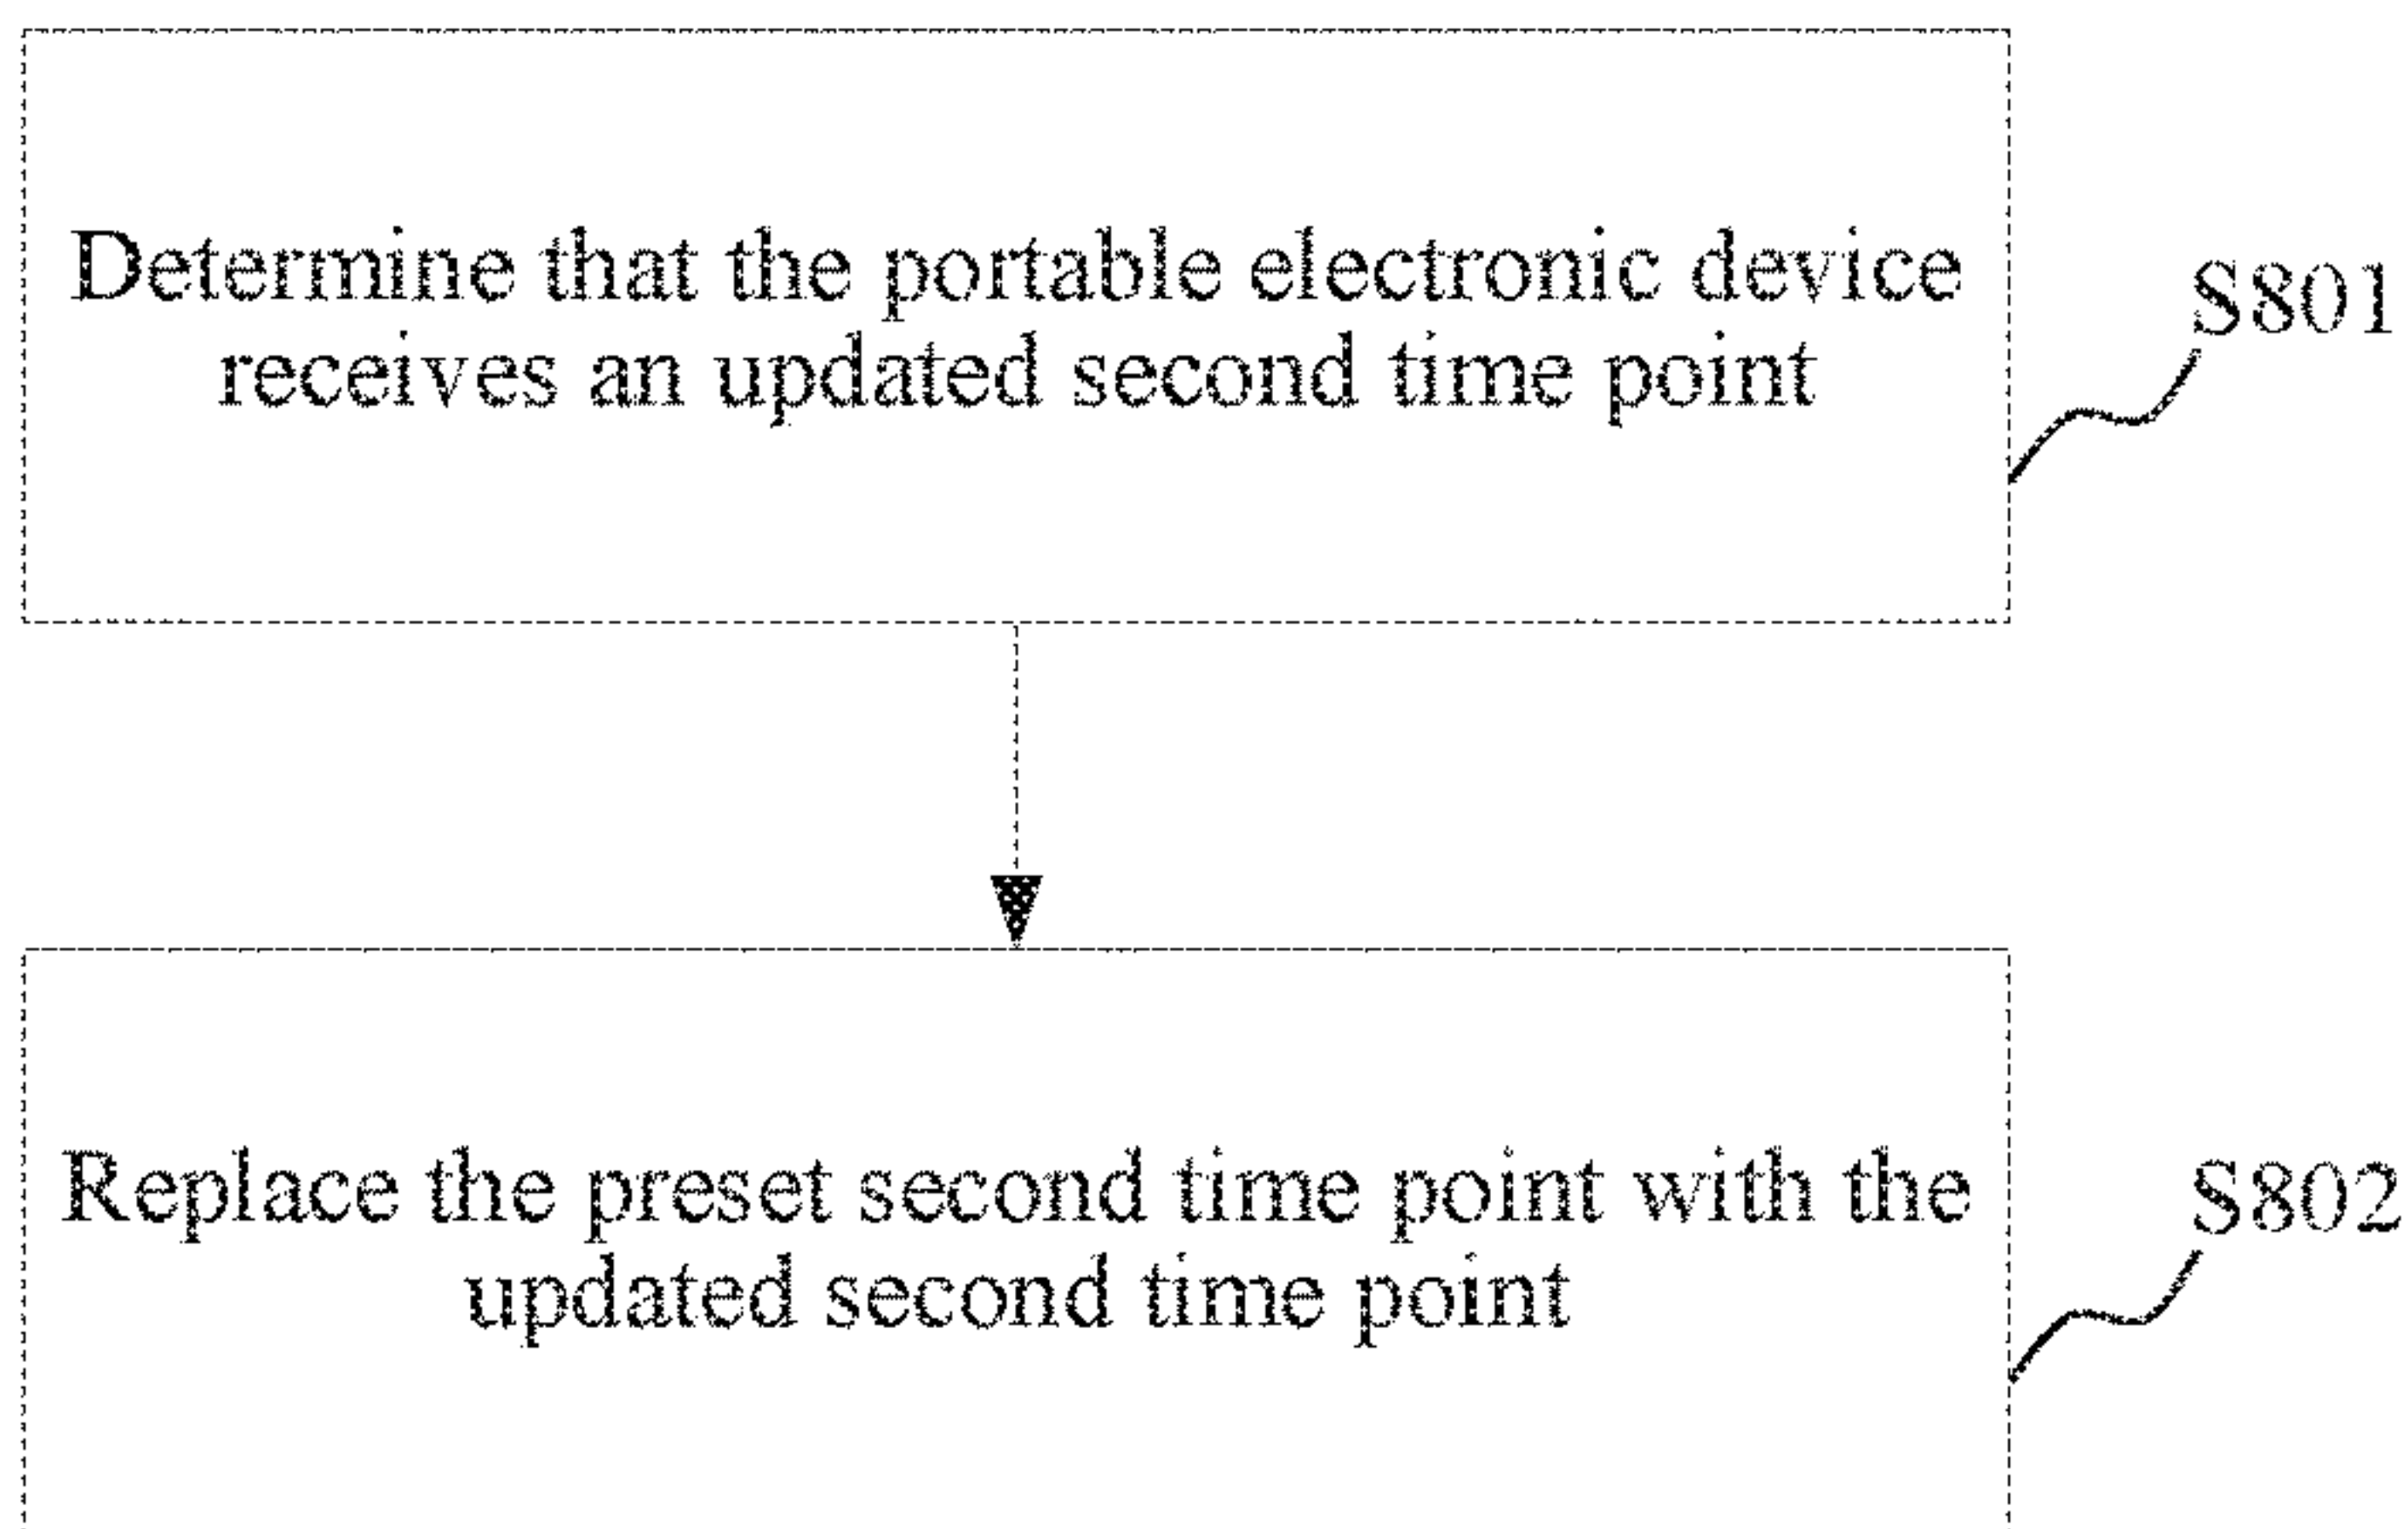 Determine that the portable electronic device
receives an updated second time point
S801
Replace the preset second time point with the
updated second time point
S802